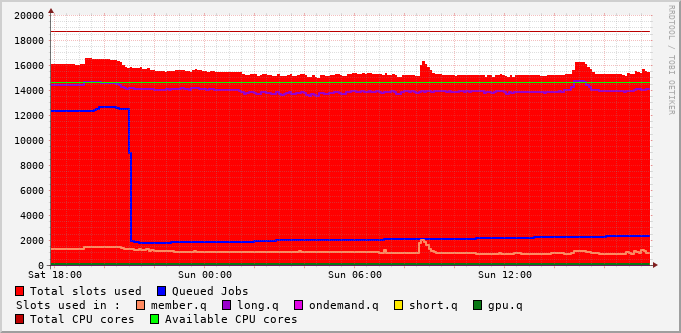 20000
18000
16000
14000
12000
10000
8000
6000
4000
2000
0
Sat 18:00 Sun 00:00 Sun 06:00 Sun 12:00
RRDTOOL / TOBI OETIKER
Total slots used Queued Jobs
Slots used in : member.q long.q ondemand.q short.q gpu.q
Total CPU cores Available CPU cores